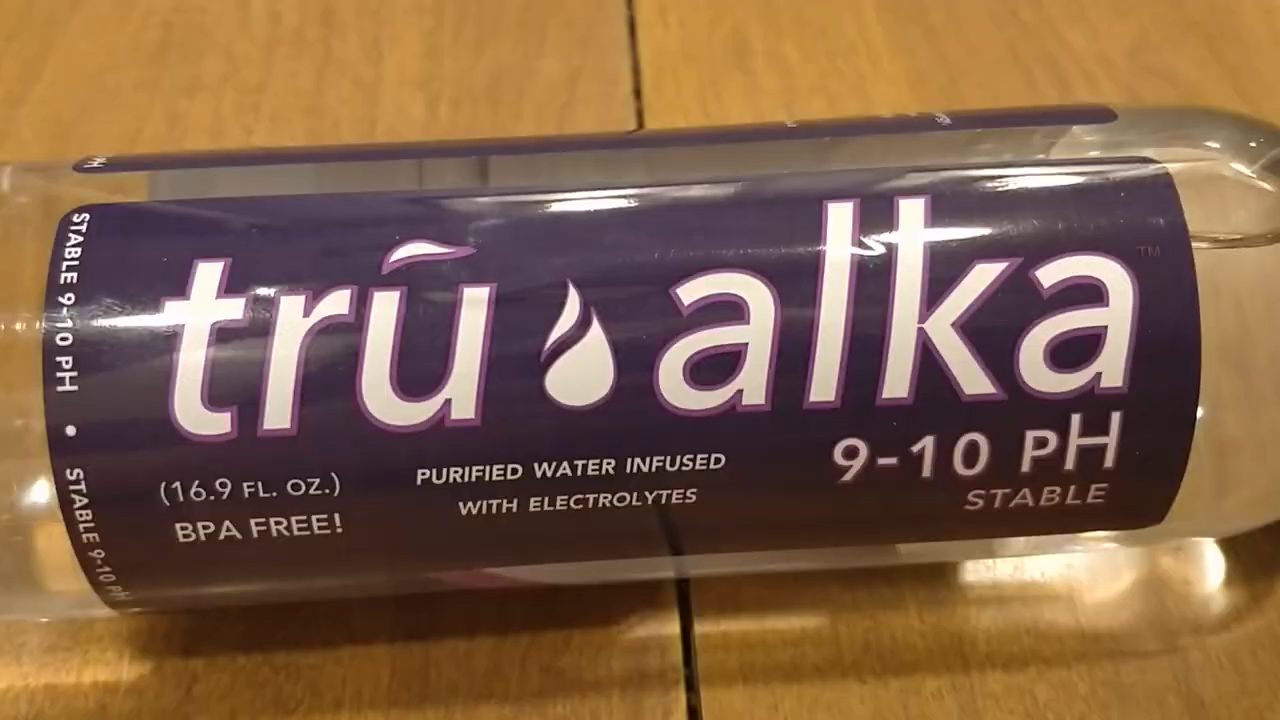 trū alka™
(16.9 FL. OZ.)
BPA FREE!
PURIFIED WATER INFUSED
WITH ELECTROLYTES
9-10 PH
STABLE
STABLE 9-10 PH • STABLE 9-10 PH